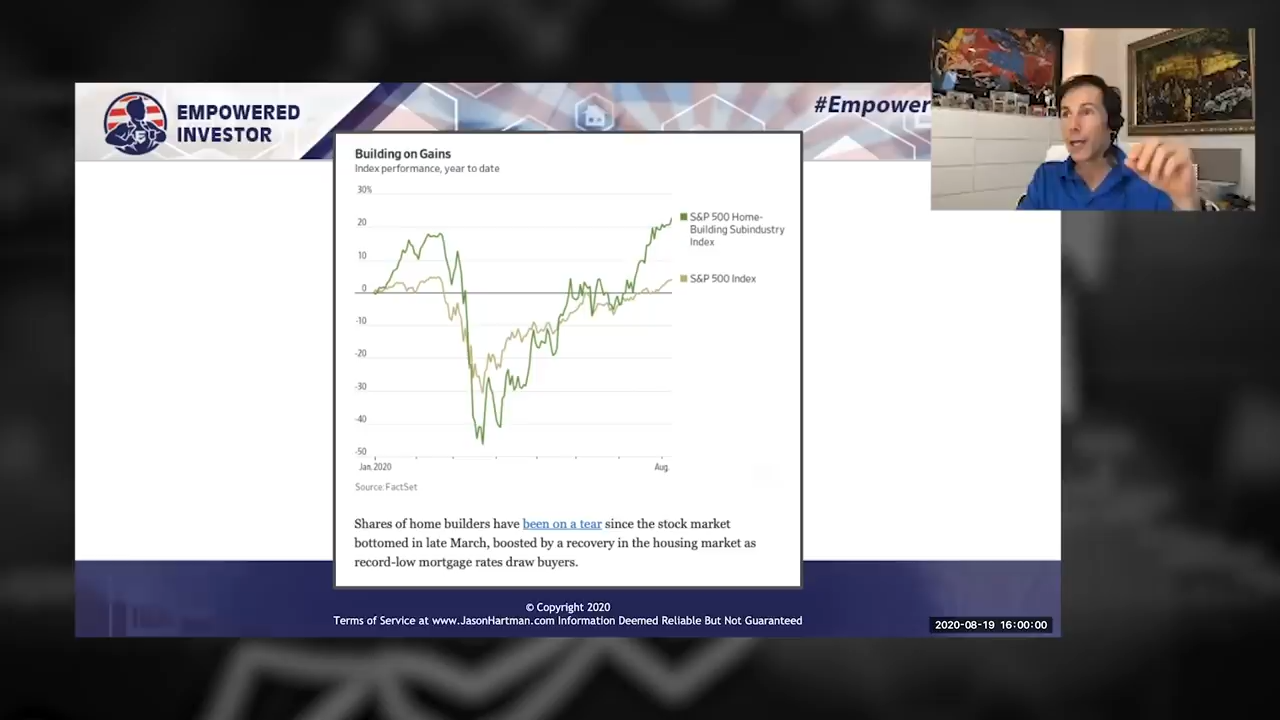 EMPOWERED
INVESTOR
#Empower
Building on Gains
Index performance, year to date
30%
20
10
0
-10
-20
-30
-40
-50
S&P 500 Home-
Building Subindustry
Index
S&P 500 Index
Jan. 2020
Aug.
Source: FactSet
Shares of home builders have been on a tear since the stock market
bottomed in late March, boosted by a recovery in the housing market as
record-low mortgage rates draw buyers.
© Copyright 2020
Terms of Service at www.JasonHartman.com Information Deemed Reliable But Not Guaranteed
2020-08-19 16:00:00